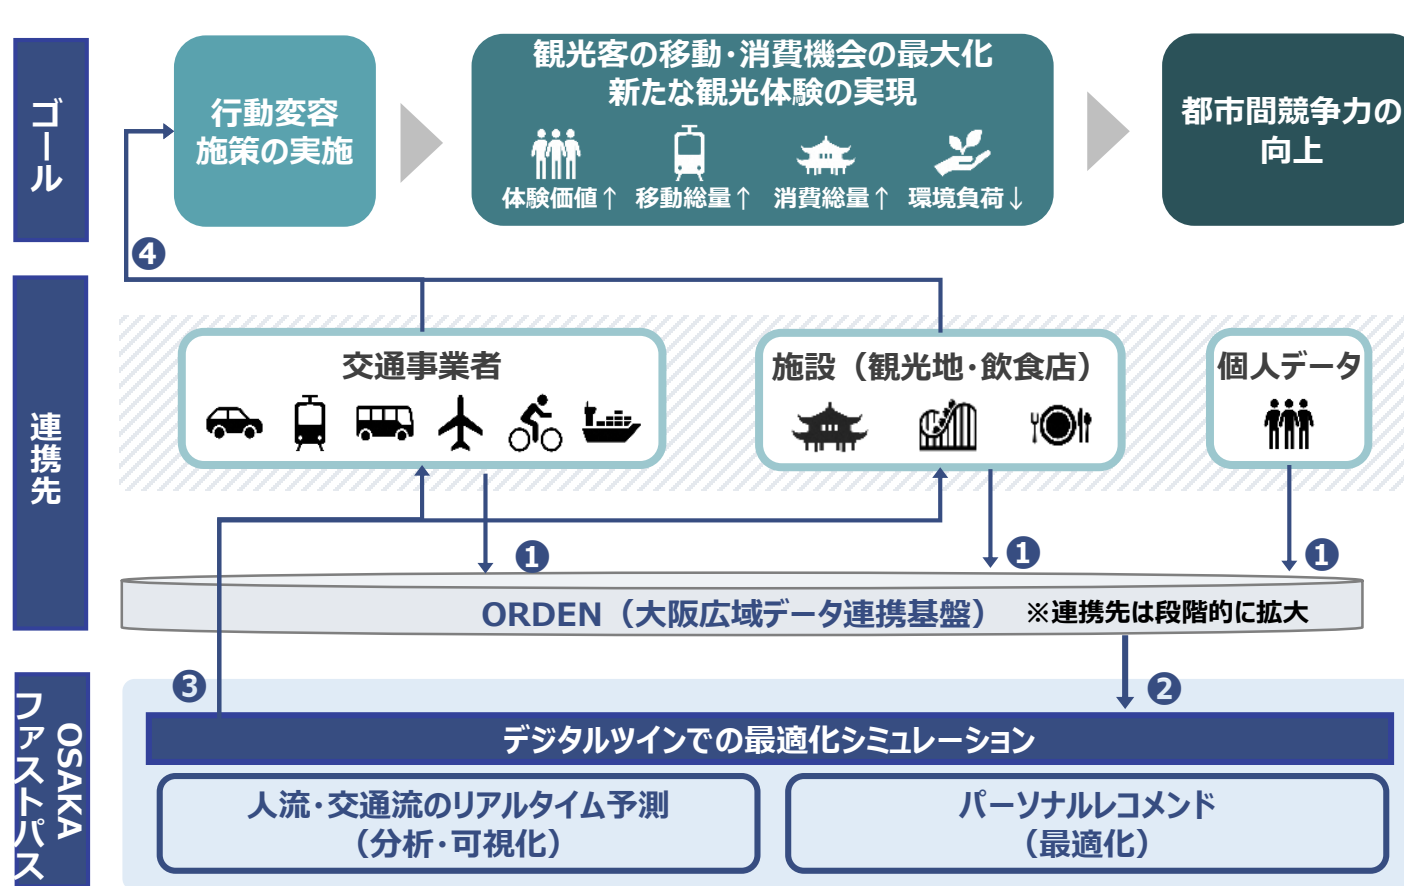 ゴール
行動変容
施策の実施
観光客の移動・消費機会の最大化
新たな観光体験の実現
体験価値↑
移動総量↑
消費総量↑
環境負荷↓
都市間競争力の
向上
❹
連携先
交通事業者
施設（観光地・飲食店）
個人データ
❶
❶
❶
ORDEN（大阪広域データ連携基盤）
※連携先は段階的に拡大
❸
❷
OSAKA
ファストパス
デジタルツインでの最適化シミュレーション
人流・交通流のリアルタイム予測
（分析・可視化）
パーソナルレコメンド
（最適化）